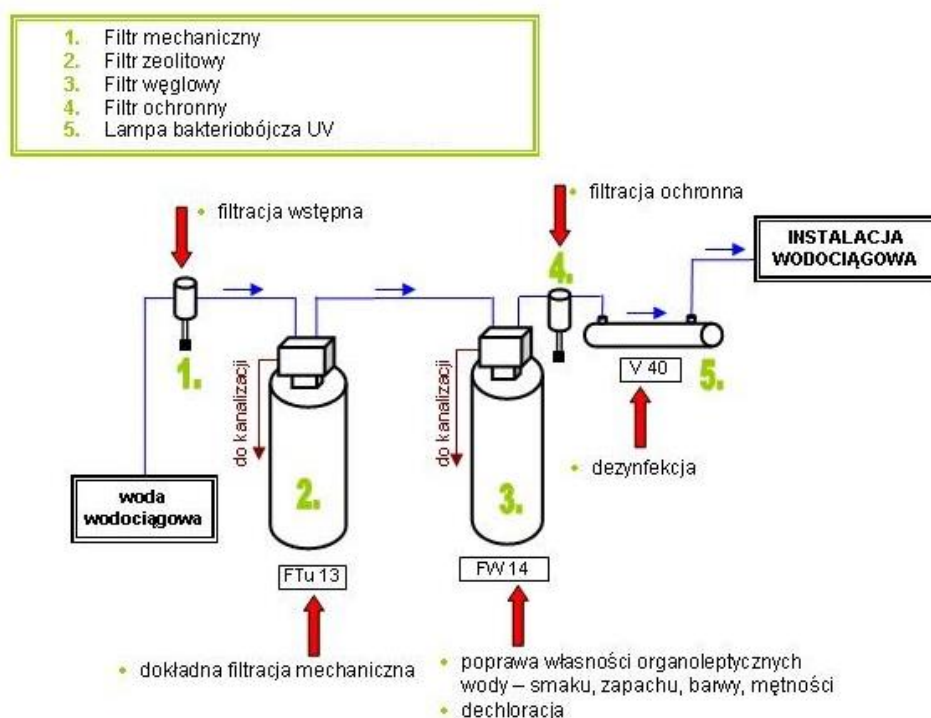 1. Filtr mechaniczny
2. Filtr zeolitowy
3. Filtr węglowy
4. Filtr ochronny
5. Lampa bakteriobójcza UV
• filtracja wstępna
• filtracja ochronna
INSTALACJA
WODOCIĄGOWA
4.
1.
do kanalizacji
do kanalizacji
V 40
5.
• dezynfekcja
woda
wodociągowa
2.
3.
FTu 13
FW 14
• dokładna filtracja mechaniczna
• poprawa własności organoleptycznych
wody – smaku, zapachu, barwy, mętności
• dechloracja